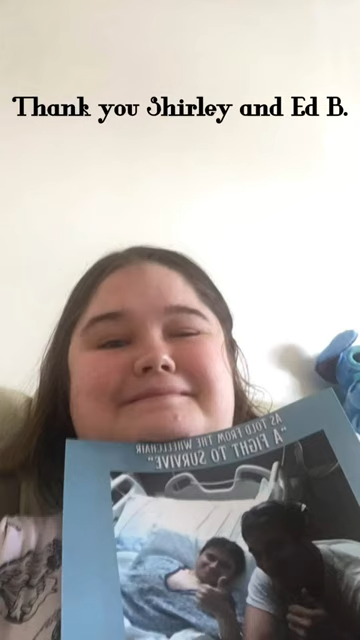 Thank you Shirley and Ed B.
AS TOLD FROM THE WHEELCHAIR
"A FIGHT TO SURVIVE"